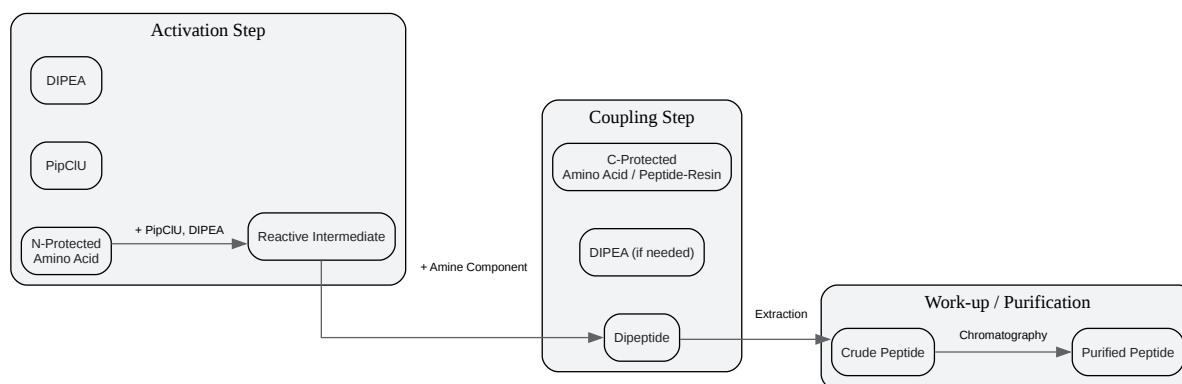 Activation Step
DIPEA
PipClU
N-Protected
Amino Acid
+ PipClU, DIPEA
Reactive Intermediate
+ Amine Component
Coupling Step
C-Protected
Amino Acid / Peptide-Resin
DIPEA (if needed)
Dipeptide
Extraction
Work-up / Purification
Crude Peptide
Chromatography
Purified Peptide